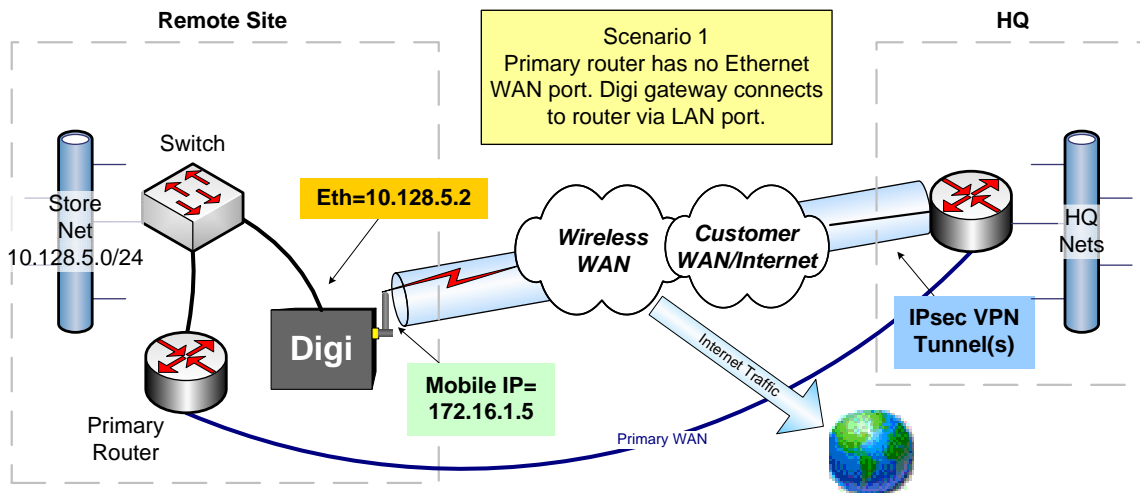 Remote Site
HQ
Scenario 1
Primary router has no Ethernet
WAN port. Digi gateway connects
to router via LAN port.
Switch
Eth=10.128.5.2
Store
Net
10.128.5.0/24
Wireless
WAN
Customer
WAN/Internet
HQ
Nets
Digi
IPsec VPN
Tunnel(s)
Internet Traffic
Mobile IP=
172.16.1.5
Primary
Router
Primary WAN